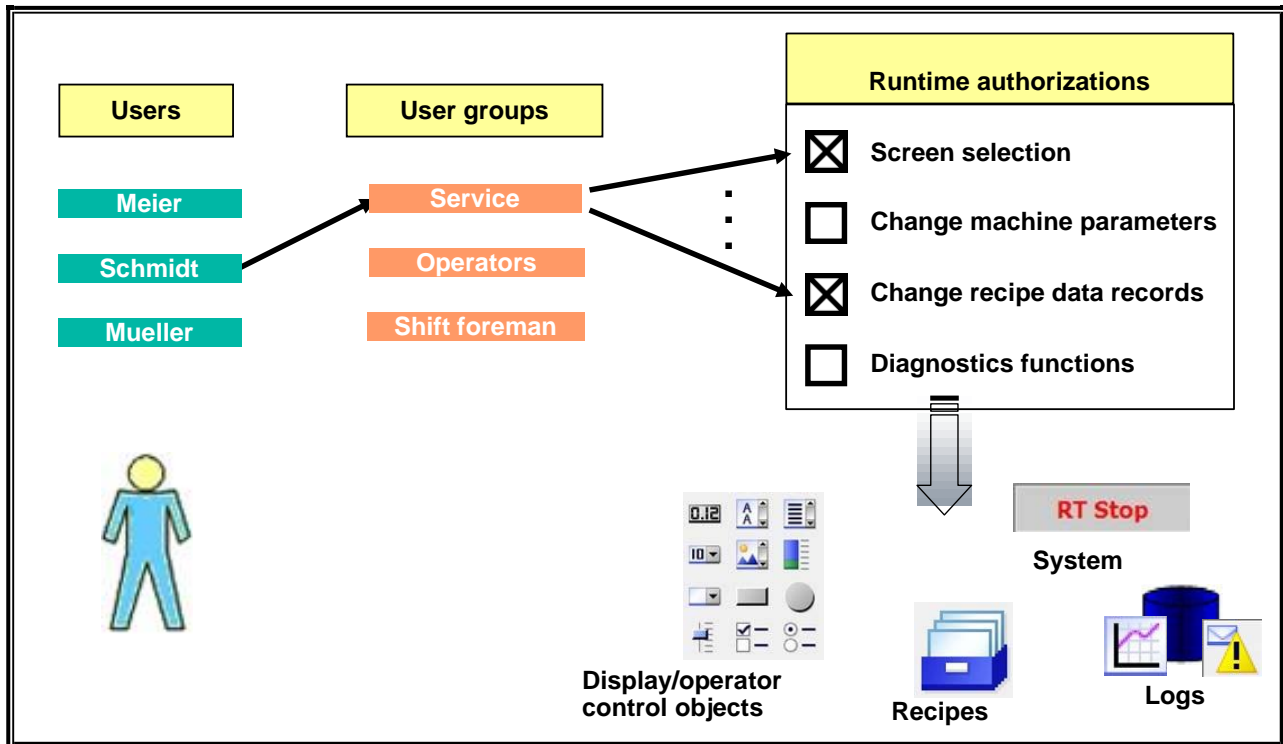 Users
User groups
Runtime authorizations
Meier
Schmidt
Mueller
Service
Operators
Shift foreman
Screen selection
Change machine parameters
Change recipe data records
Diagnostics functions
0.12
A
A
10
RT Stop
System
Display/operator
control objects
Recipes
Logs